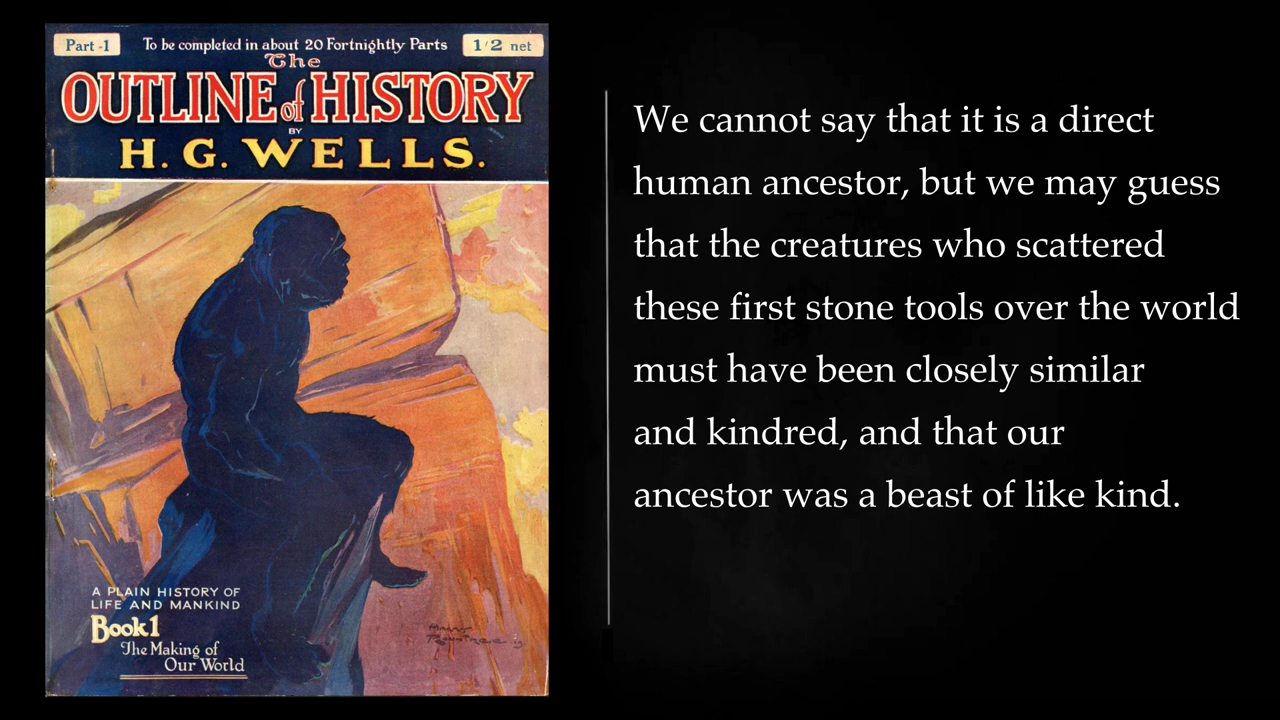 Part -1
To be completed in about 20 Fortnightly Parts
1/2 net
The
OUTLINE of HISTORY
BY
H. G. WELLS.
A PLAIN HISTORY OF
LIFE AND MANKIND
Book 1
The Making of
Our World
We cannot say that it is a direct
human ancestor, but we may guess
that the creatures who scattered
these first stone tools over the world
must have been closely similar
and kindred, and that our
ancestor was a beast of like kind.